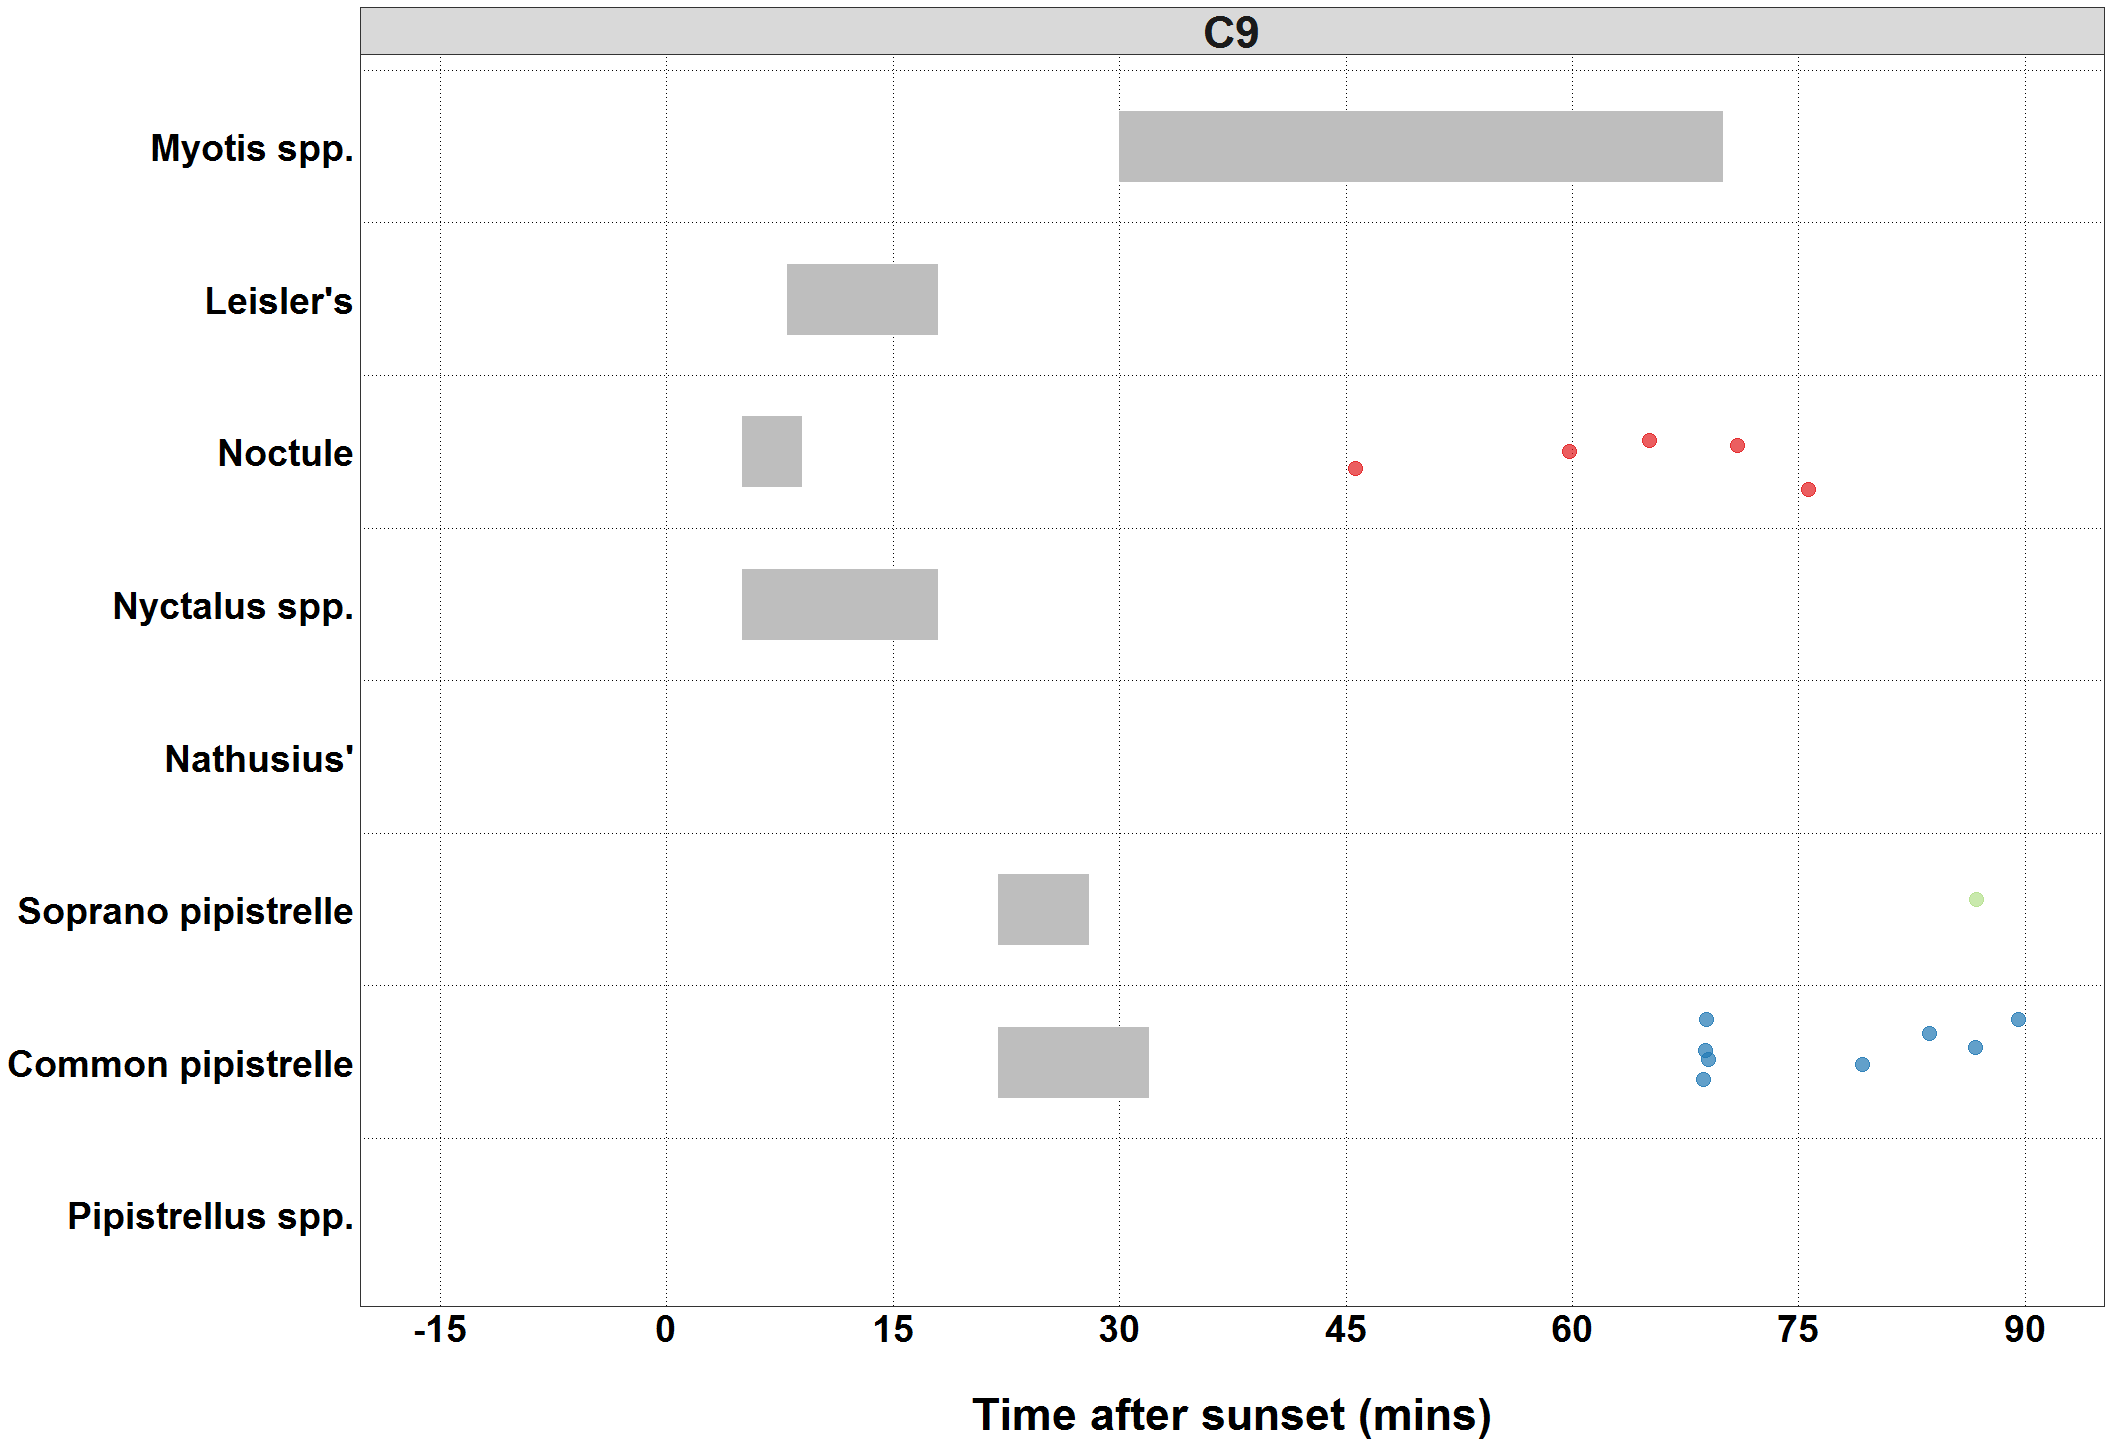 C9
Myotis spp.
Leisler's
Noctule
Nyctalus spp.
Nathusius'
Soprano pipistrelle
Common pipistrelle
Pipistrellus spp.
-15 0 15 30 45 60 75 90
Time after sunset (mins)